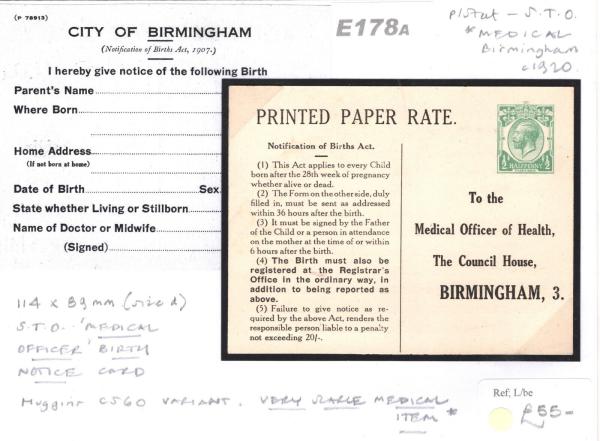 (P 78913)
CITY OF BIRMINGHAM
(Notification of Births Act, 1907.)
I hereby give notice of the following Birth
Parent's Name
Where Born
Home Address
(If not born at home)
Date of Birth Sex
State whether Living or Stillborn
Name of Doctor or Midwife
(Signed)
E178A
P/Stat - S.T.O.
"MEDICAL
Birmingham
c1920.
PRINTED PAPER RATE.
Notification of Births Act.
(1) This Act applies to every Child
born after the 28th week of pregnancy
whether alive or dead.
(2) The Form on the other side, duly
filled in, must be sent as addressed
within 36 hours after the birth.
(3) It must be signed by the Father
of the Child or a person in attendance
on the mother at the time of or within
6 hours after the birth.
(4) The Birth must also be
registered at the Registrar's
Office in the ordinary way, in
addition to being reported as
above.
(5) Failure to give notice as re-
quired by the above Act, renders the
responsible person liable to a penalty
not exceeding 20/-.
½ HALFPENNY ½
To the
Medical Officer of Health,
The Council House,
BIRMINGHAM, 3.
114 x 89mm (size d)
S.T.O. 'MEDICAL
OFFICER' BIRTH
NOTICE CARD
Huggins CS60 VARIANT. VERY SCARCE MEDICAL
ITEM *
Ref, L/be
£55-